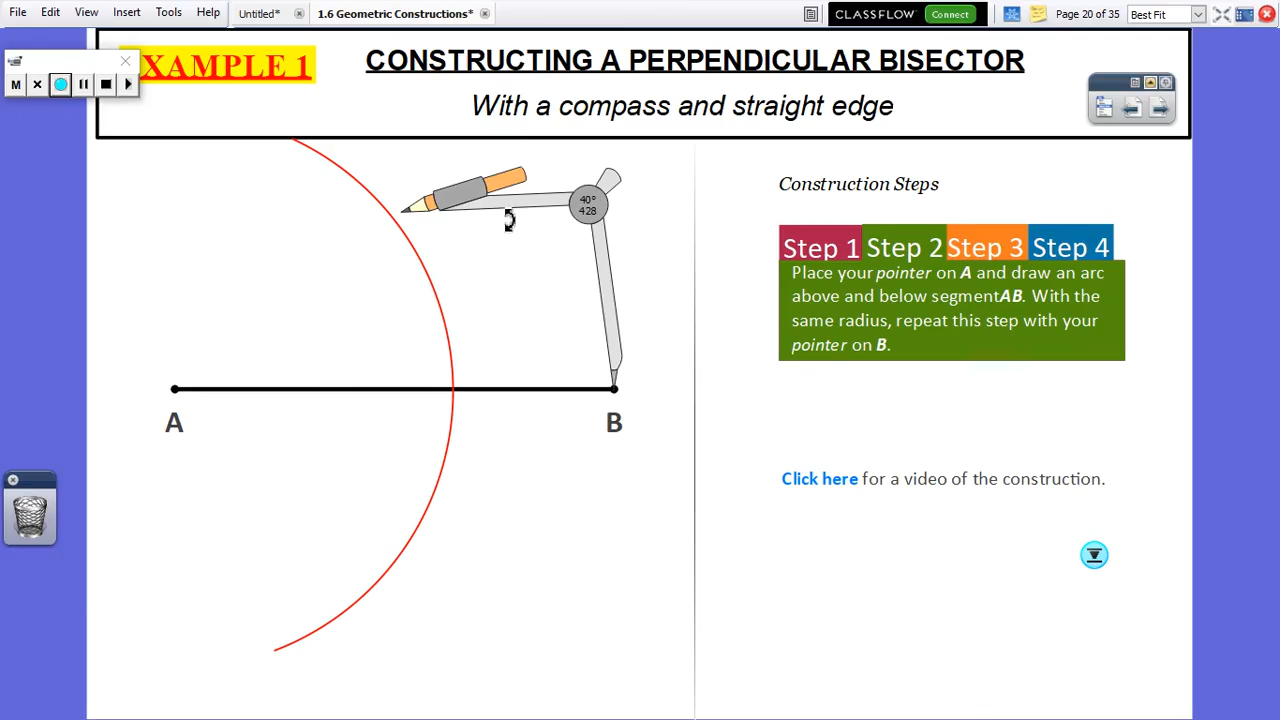 File Edit View Insert Tools Help Untitled* 1.6 Geometric Constructions* CLASSFLOW Connect Page 20 of 35 Best Fit
XAMPLE 1
CONSTRUCTING A PERPENDICULAR BISECTOR
With a compass and straight edge
M
40°
428
A
B
Construction Steps
Step 1 Step 2 Step 3 Step 4
Place your pointer on A and draw an arc
above and below segmentAB. With the
same radius, repeat this step with your
pointer on B.
Click here for a video of the construction.